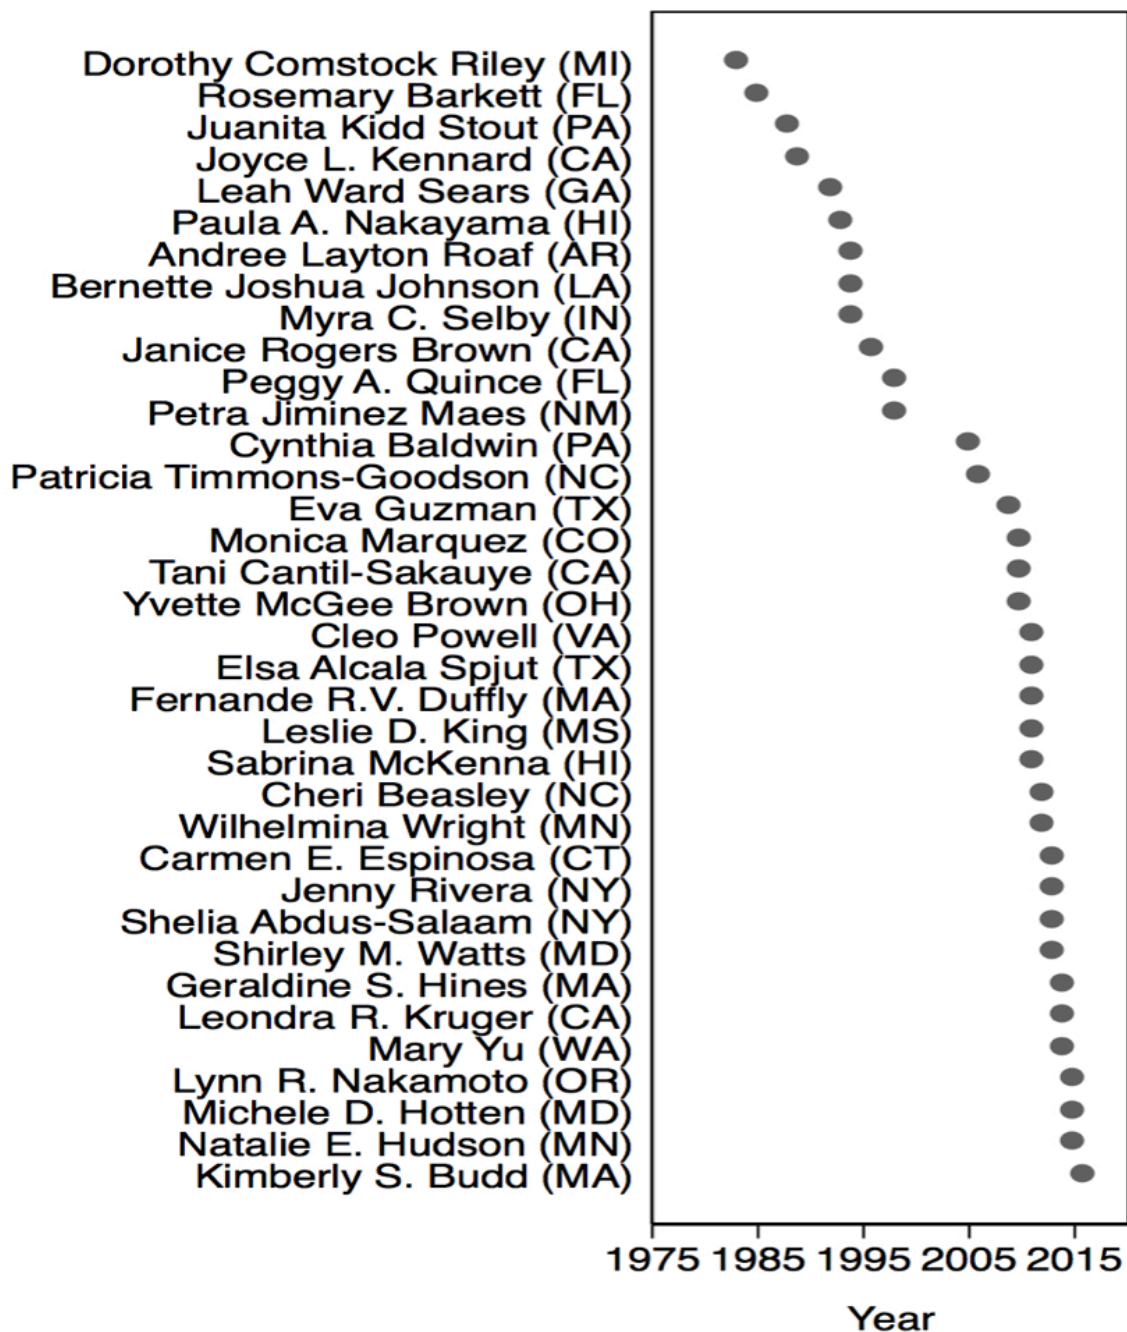 Dorothy Comstock Riley (MI)
Rosemary Barkett (FL)
Juanita Kidd Stout (PA)
Joyce L. Kennard (CA)
Leah Ward Sears (GA)
Paula A. Nakayama (HI)
Andree Layton Roaf (AR)
Bernette Joshua Johnson (LA)
Myra C. Selby (IN)
Janice Rogers Brown (CA)
Peggy A. Quince (FL)
Petra Jiminez Maes (NM)
Cynthia Baldwin (PA)
Patricia Timmons-Goodson (NC)
Eva Guzman (TX)
Monica Marquez (CO)
Tani Cantil-Sakauye (CA)
Yvette McGee Brown (OH)
Cleo Powell (VA)
Elsa Alcala Spjut (TX)
Fernande R.V. Duffly (MA)
Leslie D. King (MS)
Sabrina McKenna (HI)
Cheri Beasley (NC)
Wilhelmina Wright (MN)
Carmen E. Espinosa (CT)
Jenny Rivera (NY)
Shelia Abdus-Salaam (NY)
Shirley M. Watts (MD)
Geraldine S. Hines (MA)
Leondra R. Kruger (CA)
Mary Yu (WA)
Lynn R. Nakamoto (OR)
Michele D. Hotten (MD)
Natalie E. Hudson (MN)
Kimberly S. Budd (MA)
1975 1985 1995 2005 2015
Year